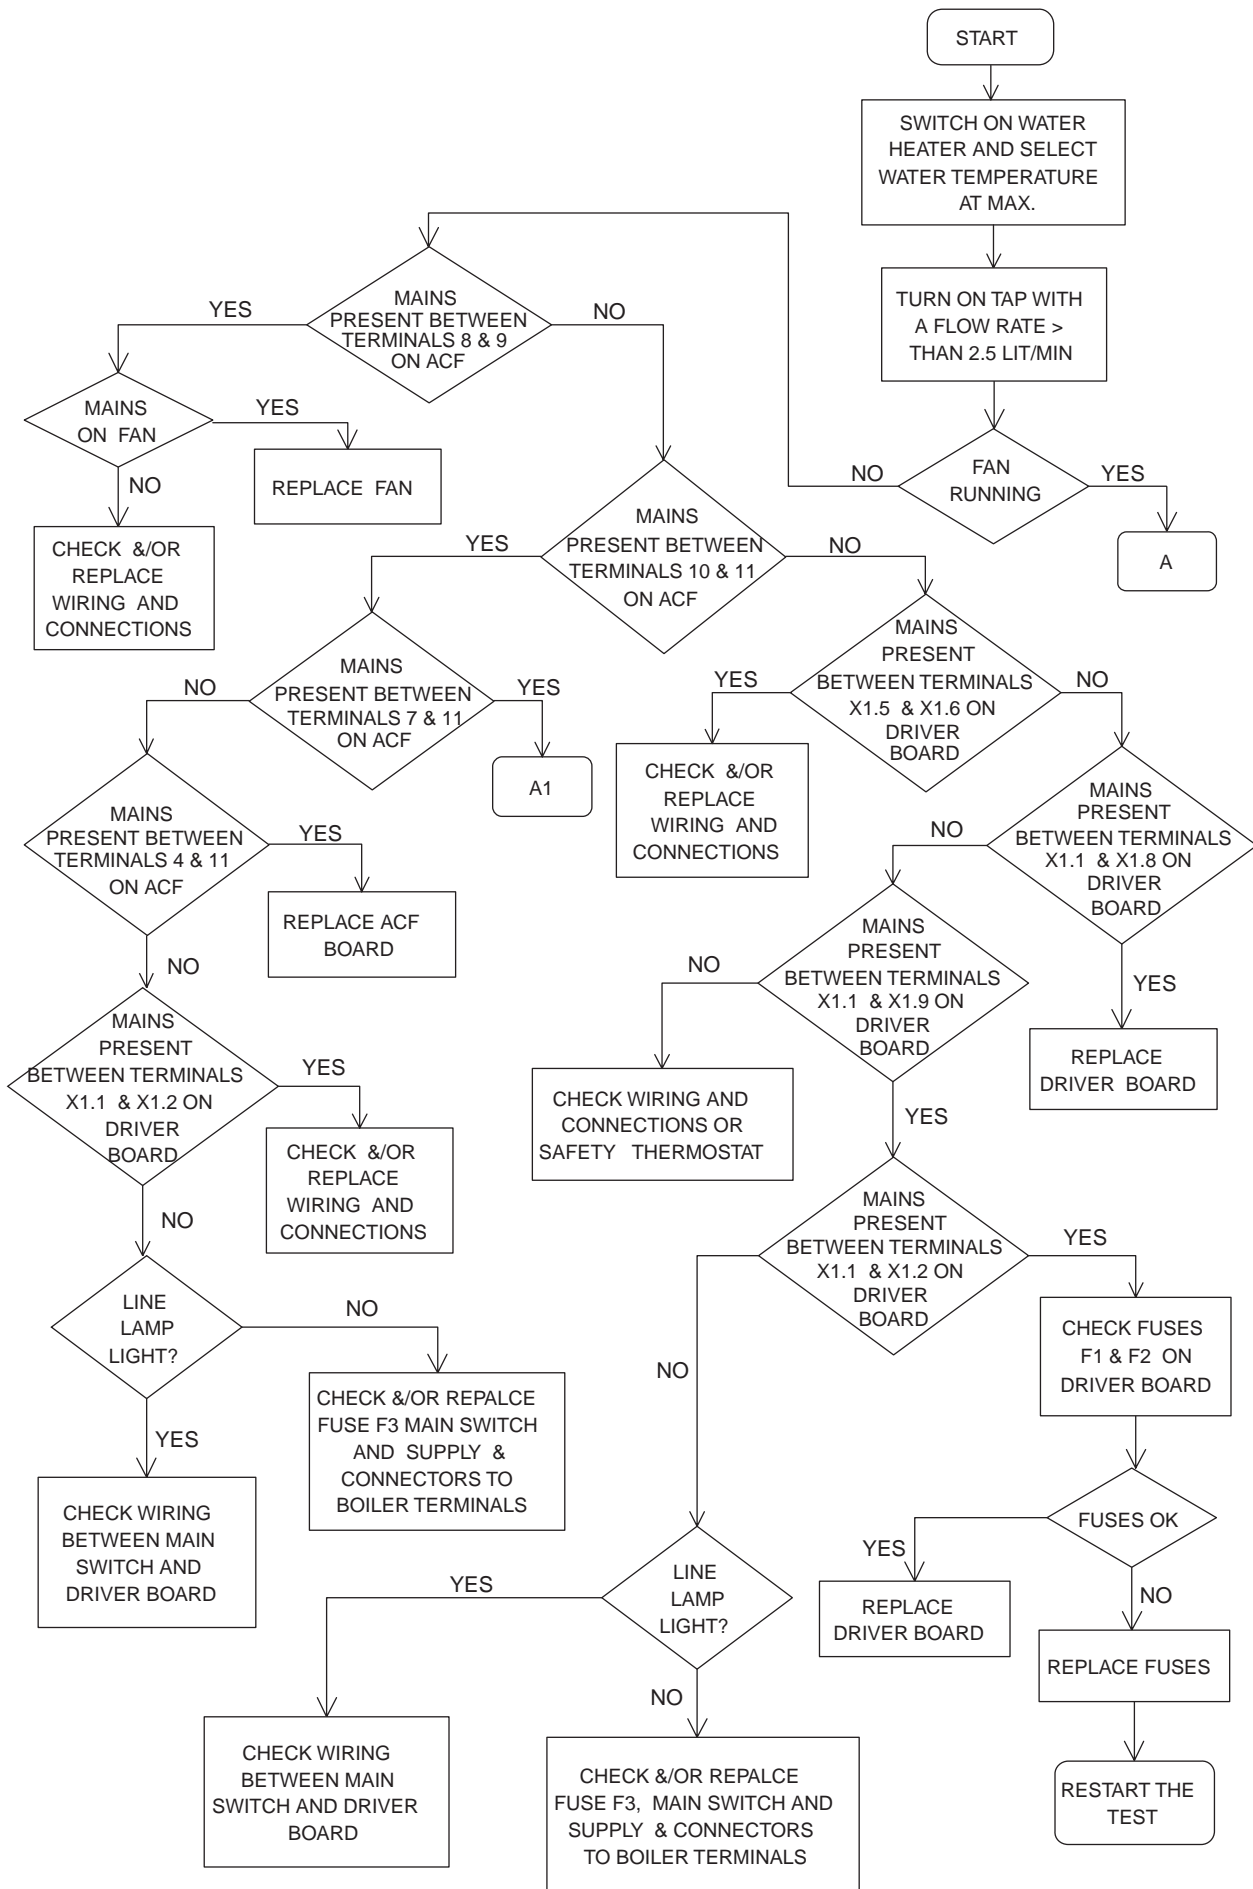 START
SWITCH ON WATER
HEATER AND SELECT
WATER TEMPERATURE
AT MAX.
TURN ON TAP WITH
A FLOW RATE >
THAN 2.5 LIT/MIN
FAN
RUNNING
NO
YES
A
MAINS
PRESENT BETWEEN
TERMINALS 8 & 9
ON ACF
YES
NO
MAINS
ON FAN
YES
REPLACE FAN
NO
CHECK &/OR
REPLACE
WIRING AND
CONNECTIONS
MAINS
PRESENT BETWEEN
TERMINALS 10 & 11
ON ACF
YES
NO
MAINS
PRESENT BETWEEN
TERMINALS 7 & 11
ON ACF
NO
YES
A1
MAINS
PRESENT
BETWEEN TERMINALS
X1.5 & X1.6 ON
DRIVER
BOARD
YES
NO
CHECK &/OR
REPLACE
WIRING AND
CONNECTIONS
MAINS
PRESENT
BETWEEN TERMINALS
X1.1 & X1.8 ON
DRIVER
BOARD
NO
YES
REPLACE
DRIVER BOARD
MAINS
PRESENT BETWEEN
TERMINALS 4 & 11
ON ACF
YES
REPLACE ACF
BOARD
NO
MAINS
PRESENT
BETWEEN TERMINALS
X1.1 & X1.9 ON
DRIVER
BOARD
NO
CHECK WIRING AND
CONNECTIONS OR
SAFETY THERMOSTAT
YES
MAINS
PRESENT
BETWEEN TERMINALS
X1.1 & X1.2 ON
DRIVER
BOARD
YES
CHECK &/OR
REPLACE
WIRING AND
CONNECTIONS
NO
LINE
LAMP
LIGHT?
NO
CHECK &/OR REPALCE
FUSE F3 MAIN SWITCH
AND SUPPLY &
CONNECTORS TO
BOILER TERMINALS
YES
CHECK WIRING
BETWEEN MAIN
SWITCH AND
DRIVER BOARD
MAINS
PRESENT
BETWEEN TERMINALS
X1.1 & X1.2 ON
DRIVER
BOARD
YES
NO
CHECK FUSES
F1 & F2 ON
DRIVER BOARD
FUSES OK
YES
REPLACE
DRIVER BOARD
NO
REPLACE FUSES
RESTART THE
TEST
LINE
LAMP
LIGHT?
YES
CHECK WIRING
BETWEEN MAIN
SWITCH AND DRIVER
BOARD
NO
CHECK &/OR REPALCE
FUSE F3, MAIN SWITCH AND
SUPPLY & CONNECTORS
TO BOILER TERMINALS